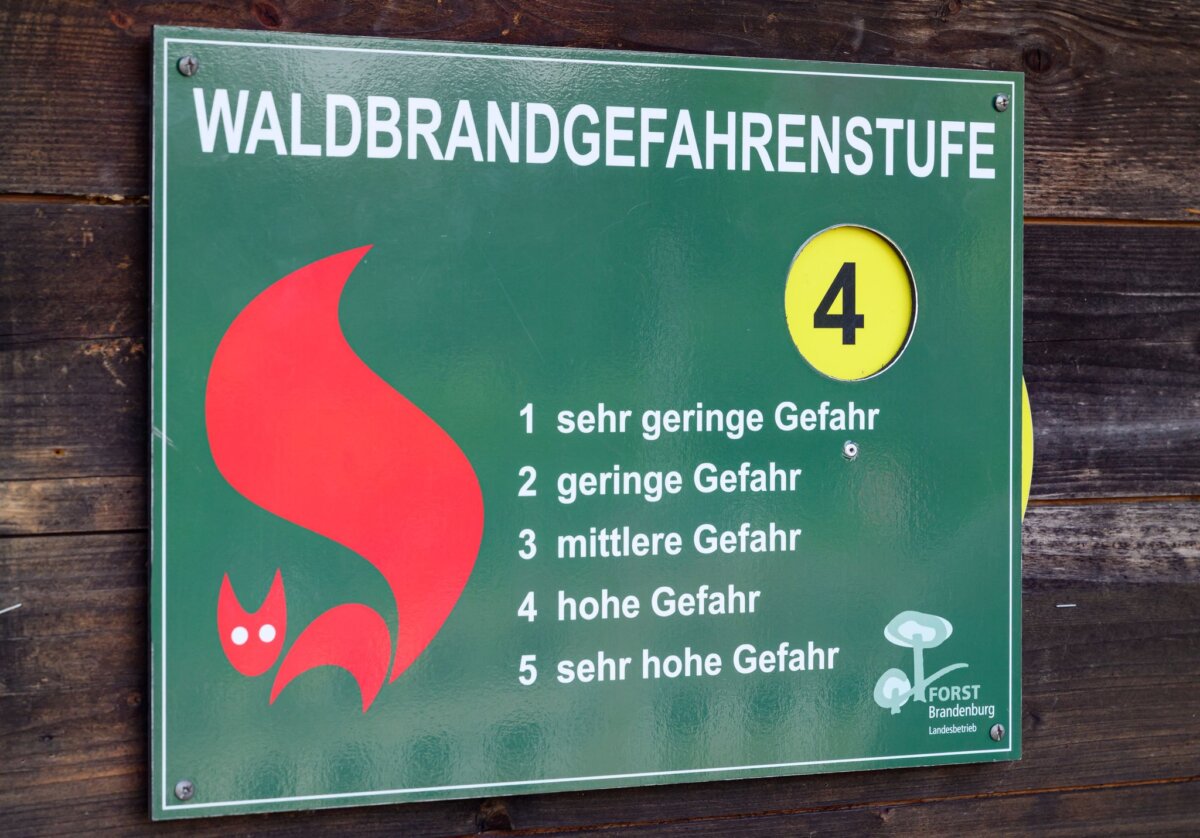 WALDBRANDGEFAHRENSTUFE
4
1 sehr geringe Gefahr
2 geringe Gefahr
3 mittlere Gefahr
4 hohe Gefahr
5 sehr hohe Gefahr
FORST
Brandenburg
Landesbetrieb